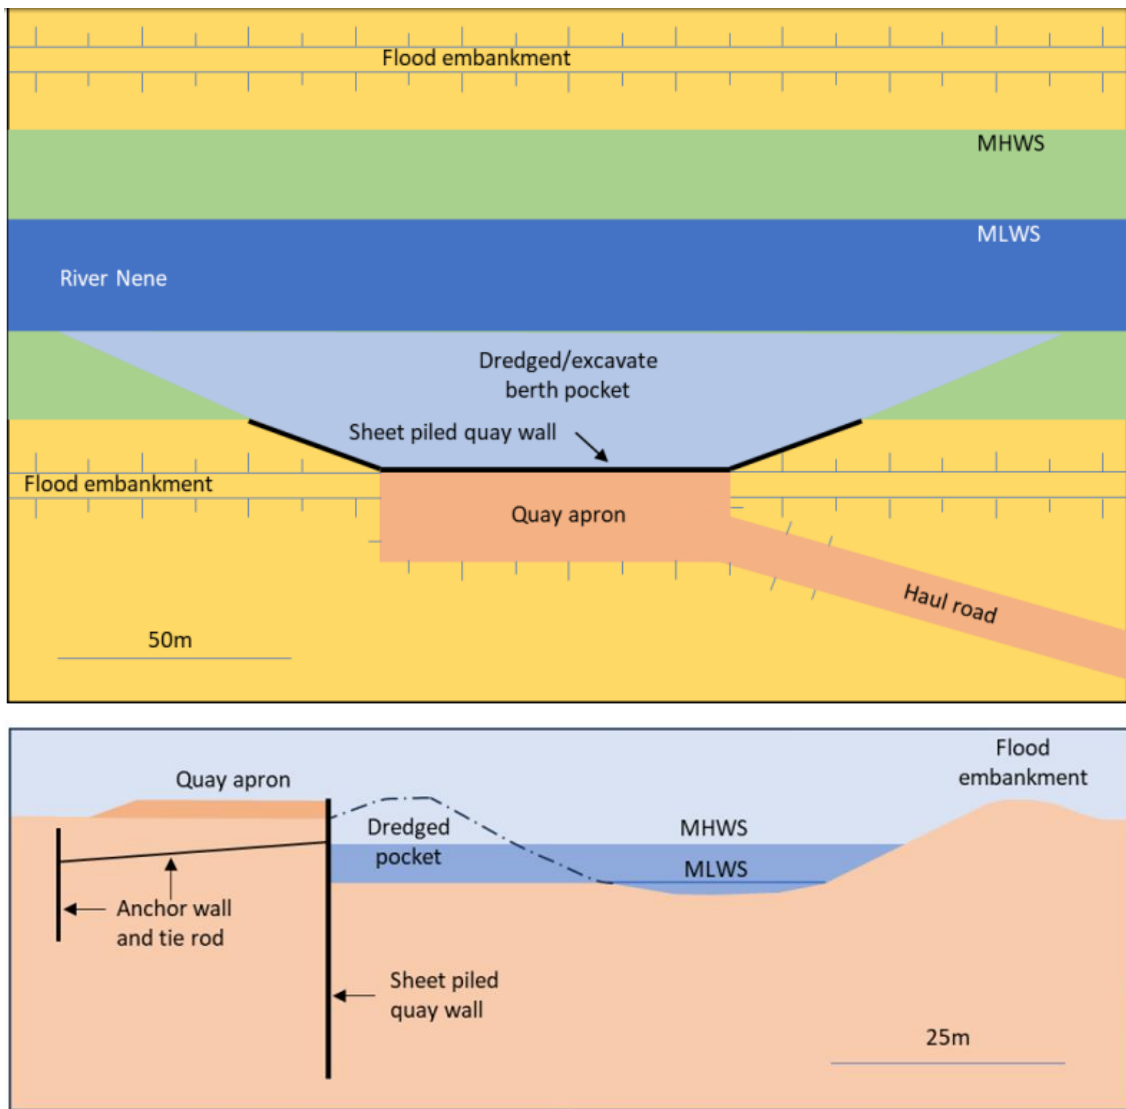 Flood embankment
MHWS
MLWS
River Nene
Dredged/excavate
berth pocket
Sheet piled quay wall
Flood embankment
Quay apron
Haul road
50m
Flood
embankment
Quay apron
Dredged
pocket
MHWS
MLWS
Anchor wall
and tie rod
Sheet piled
quay wall
25m